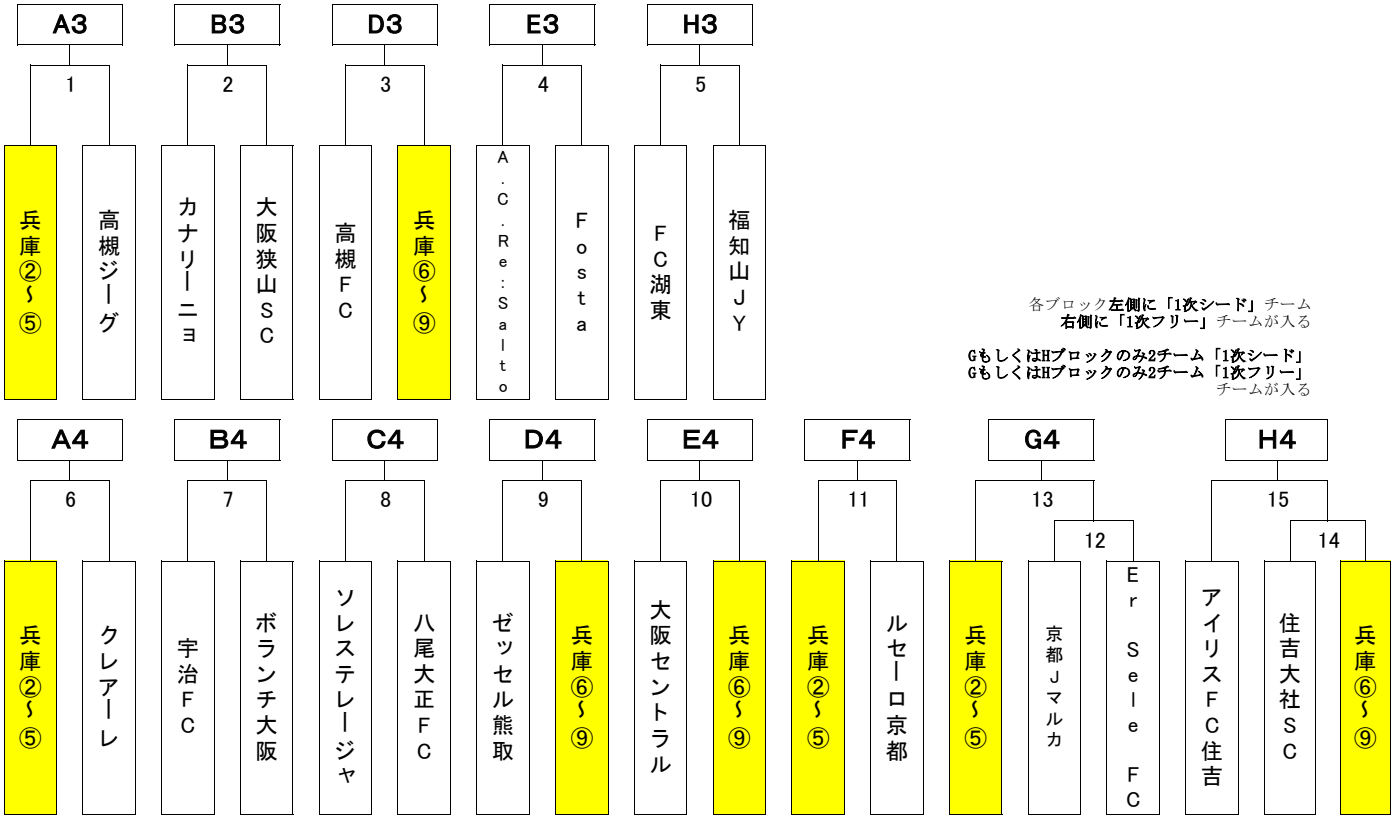 A3
B3
D3
E3
H3
1
2
3
4
5
兵庫②～⑤
高槻ジーグ
カナリーニョ
大阪狭山SC
高槻FC
兵庫⑥～⑨
A.C.Re:Salto
Fosta
FC湖東
福知山JY
各ブロック左側に「1次シード」チーム
右側に「1次フリー」チームが入る
GもしくはHブロックのみ2チーム「1次シード」
GもしくはHブロックのみ2チーム「1次フリー」
チームが入る
A4
B4
C4
D4
E4
F4
G4
H4
6
7
8
9
10
11
13
15
12
14
兵庫②～⑤
クレアーレ
宇治FC
ボランチ大阪
ソレステレージャ
八尾大正FC
ゼッセル熊取
兵庫⑥～⑨
大阪セントラル
兵庫⑥～⑨
兵庫②～⑤
ルセーロ京都
兵庫②～⑤
京都Jマルカ
Er Sele FC
アイリスFC住吉
住吉大社SC
兵庫⑥～⑨